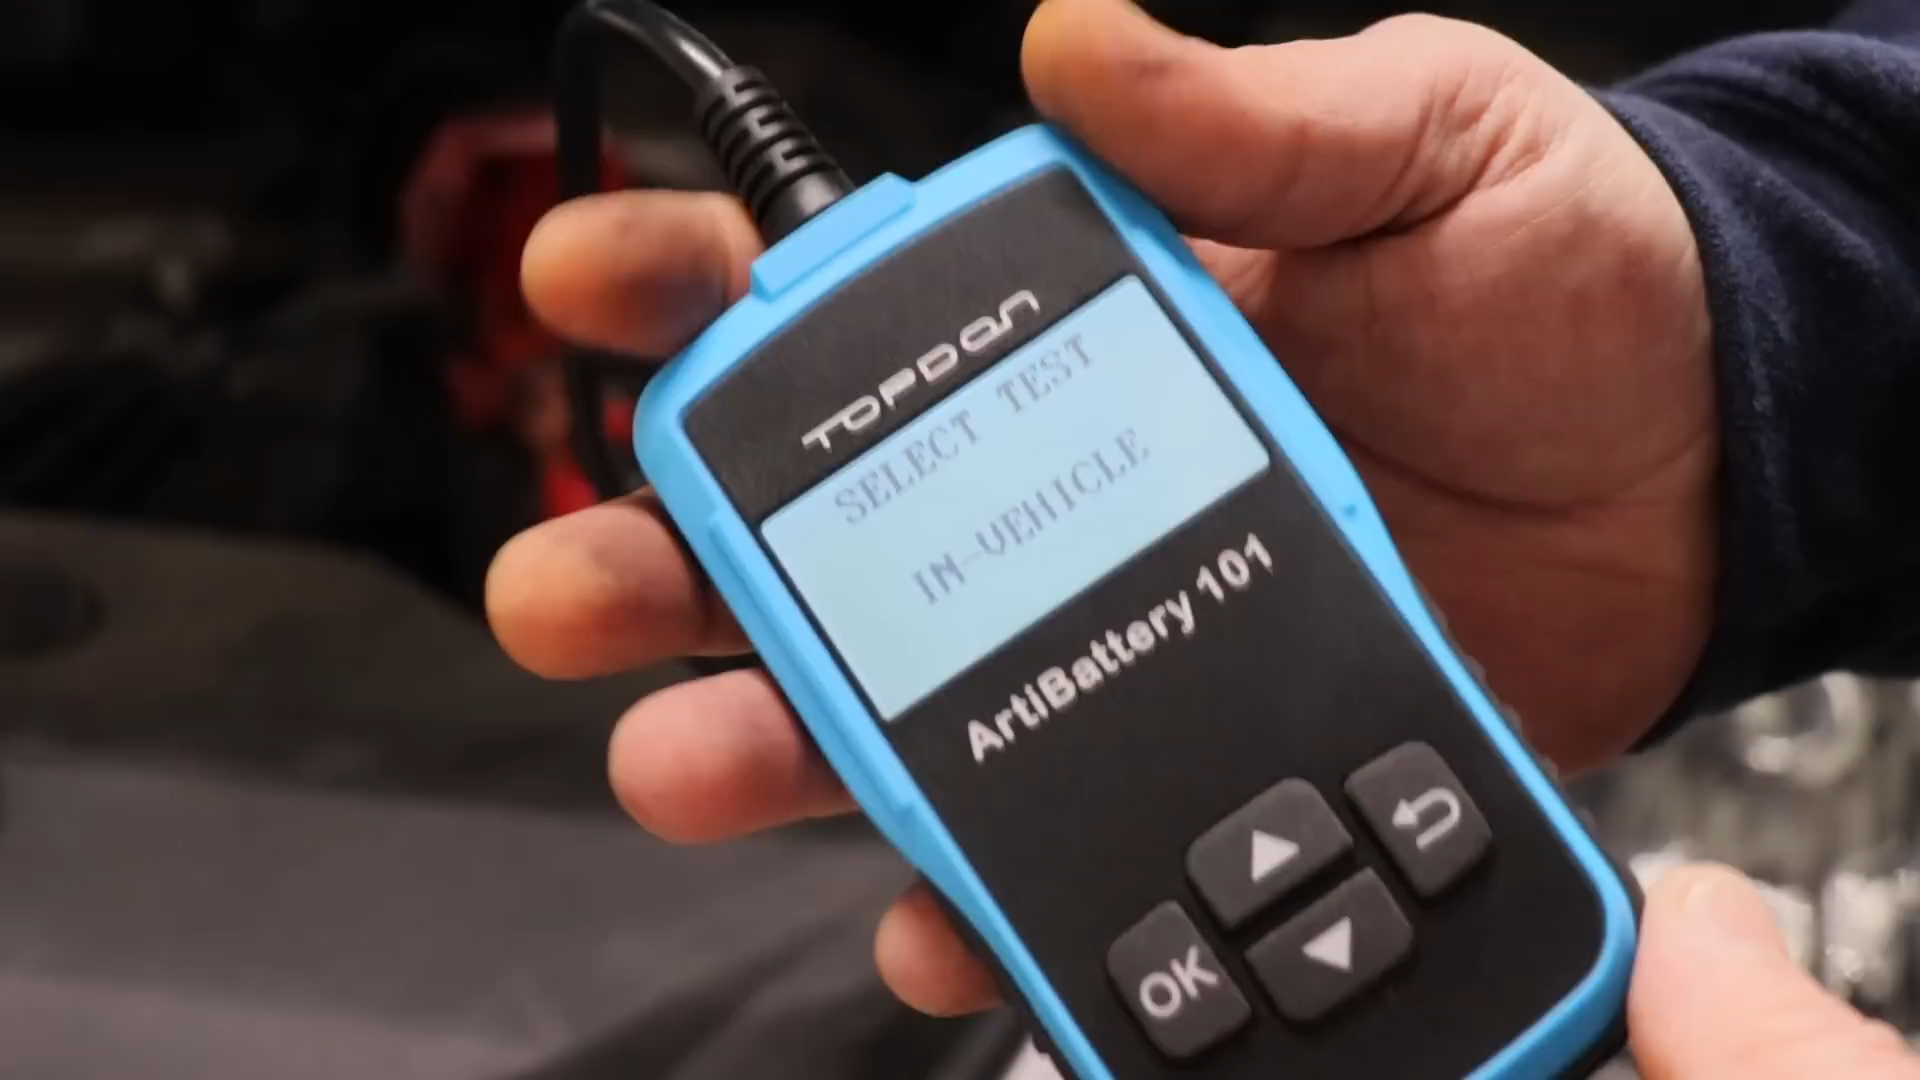 TOPDON
SELECT TEST
IN-VEHICLE
ArtiBattery 101
OK